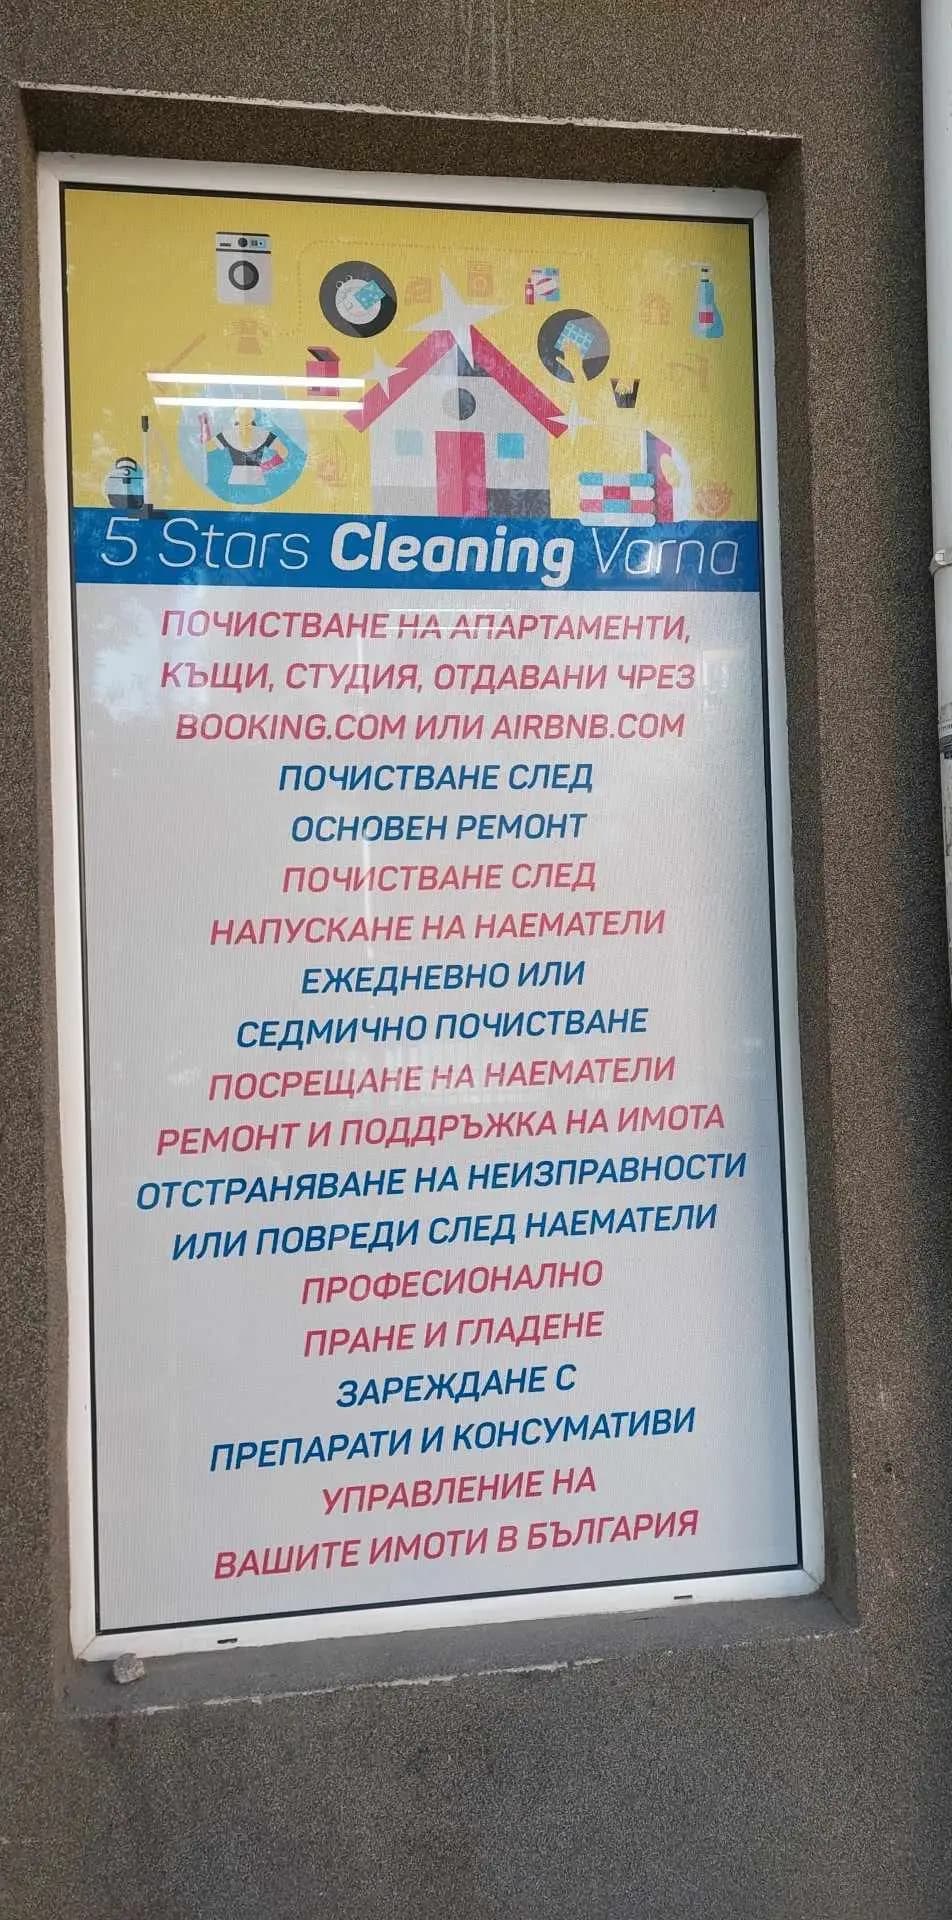 5 Stars Cleaning Varna
ПОЧИСТВАНЕ НА АПАРТАМЕНТИ,
КЪЩИ, СТУДИЯ, ОТДАВАНИ ЧРЕЗ
BOOKING.COM ИЛИ AIRBNB.COM
ПОЧИСТВАНЕ СЛЕД
ОСНОВЕН РЕМОНТ
ПОЧИСТВАНЕ СЛЕД
НАПУСКАНЕ НА НАЕМАТЕЛИ
ЕЖЕДНЕВНО ИЛИ
СЕДМИЧНО ПОЧИСТВАНЕ
ПОСРЕЩАНЕ НА НАЕМАТЕЛИ
РЕМОНТ И ПОДДРЪЖКА НА ИМОТА
ОТСТРАНЯВАНЕ НА НЕИЗПРАВНОСТИ
ИЛИ ПОВРЕДИ СЛЕД НАЕМАТЕЛИ
ПРОФЕСИОНАЛНО
ПРАНЕ И ГЛАДЕНЕ
ЗАРЕЖДАНЕ С
ПРЕПАРАТИ И КОНСУМАТИВИ
УПРАВЛЕНИЕ НА
ВАШИТЕ ИМОТИ В БЪЛГАРИЯ